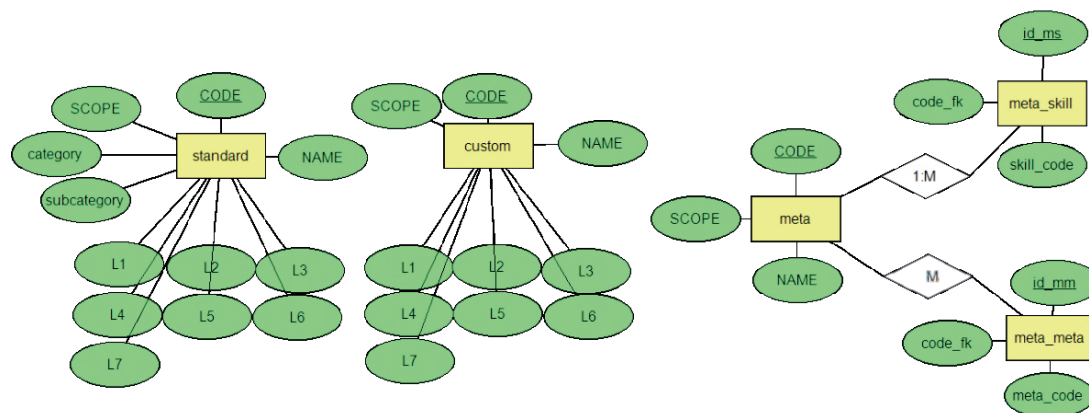 SCOPE
CODE
category
standard
NAME
subcategory
L1
L2
L3
L4
L5
L6
L7
SCOPE
CODE
custom
NAME
L1
L2
L3
L4
L5
L6
L7
id_ms
code_fk
meta_skill
skill_code
CODE
1:M
SCOPE
meta
NAME
M
id_mm
code_fk
meta_meta
meta_code